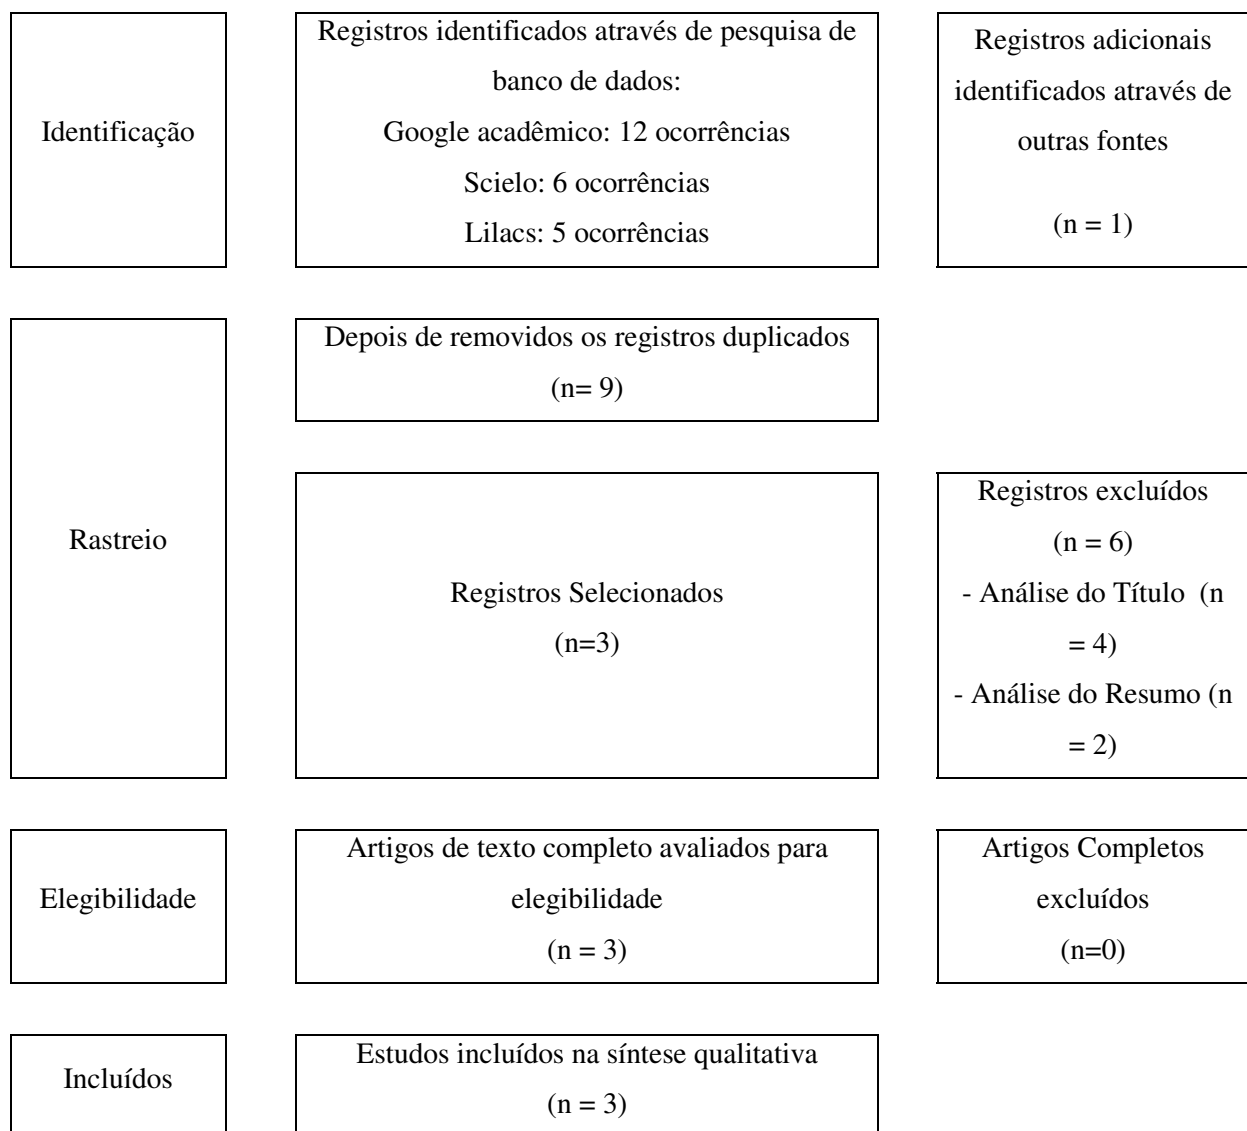 Identificação
Registros identificados através de pesquisa de
banco de dados:
Google acadêmico: 12 ocorrências
Scielo: 6 ocorrências
Lilacs: 5 ocorrências
Registros adicionais
identificados através de
outras fontes
(n = 1)
Rastreio
Depois de removidos os registros duplicados
(n= 9)
Registros Selecionados
(n=3)
Registros excluídos
(n = 6)
- Análise do Título  (n
= 4)
- Análise do Resumo (n
= 2)
Elegibilidade
Artigos de texto completo avaliados para
elegibilidade
(n = 3)
Artigos Completos
excluídos
(n=0)
Incluídos
Estudos incluídos na síntese qualitativa
(n = 3)